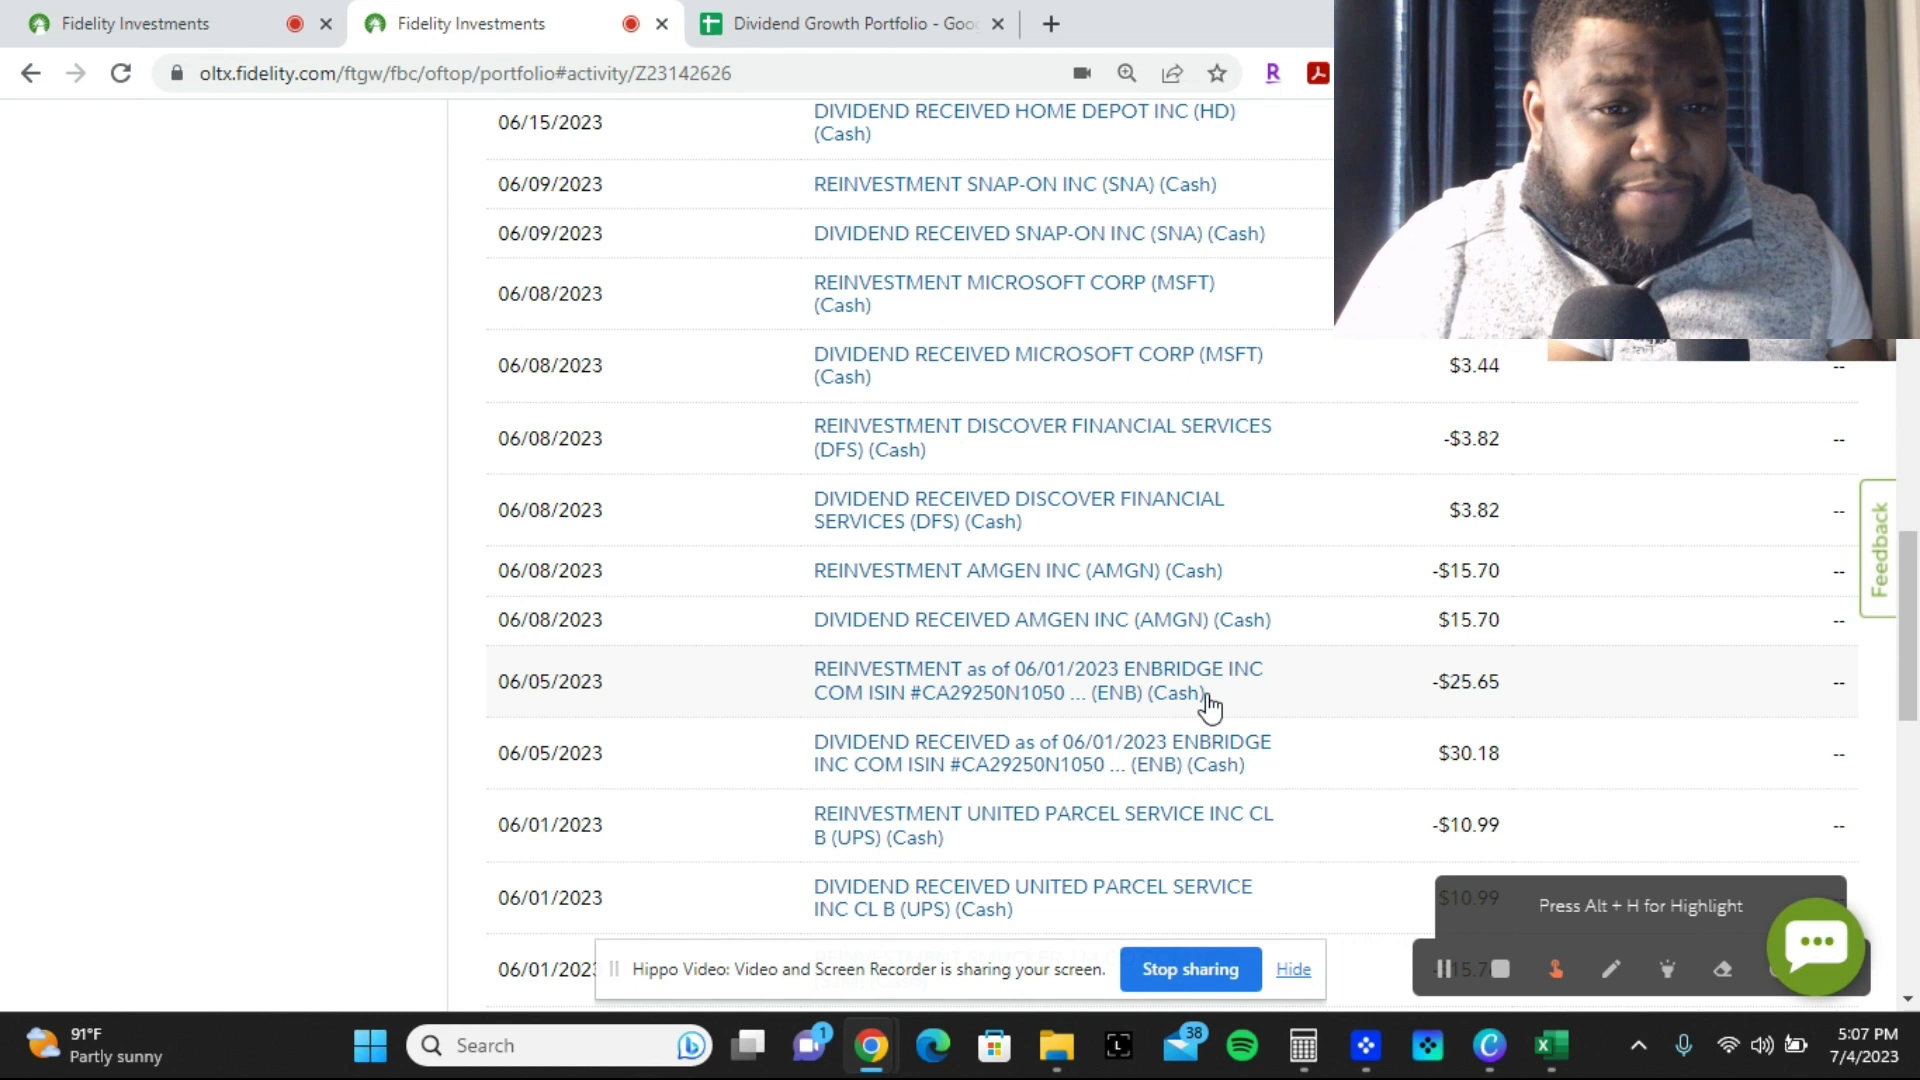 Fidelity Investments
Fidelity Investments
Dividend Growth Portfolio - Goo
oltx.fidelity.com/ftgw/fbc/oftop/portfolio#activity/Z23142626
R
06/15/2023
DIVIDEND RECEIVED HOME DEPOT INC (HD)
(Cash)
06/09/2023
REINVESTMENT SNAP-ON INC (SNA) (Cash)
06/09/2023
DIVIDEND RECEIVED SNAP-ON INC (SNA) (Cash)
06/08/2023
REINVESTMENT MICROSOFT CORP (MSFT)
(Cash)
06/08/2023
DIVIDEND RECEIVED MICROSOFT CORP (MSFT)
(Cash)
$3.44
--
06/08/2023
REINVESTMENT DISCOVER FINANCIAL SERVICES
(DFS) (Cash)
-$3.82
--
06/08/2023
DIVIDEND RECEIVED DISCOVER FINANCIAL
SERVICES (DFS) (Cash)
$3.82
--
Feedback
06/08/2023
REINVESTMENT AMGEN INC (AMGN) (Cash)
-$15.70
--
06/08/2023
DIVIDEND RECEIVED AMGEN INC (AMGN) (Cash)
$15.70
--
06/05/2023
REINVESTMENT as of 06/01/2023 ENBRIDGE INC
COM ISIN #CA29250N1050 ... (ENB) (Cash)
-$25.65
--
06/05/2023
DIVIDEND RECEIVED as of 06/01/2023 ENBRIDGE
INC COM ISIN #CA29250N1050 ... (ENB) (Cash)
$30.18
--
06/01/2023
REINVESTMENT UNITED PARCEL SERVICE INC CL
B (UPS) (Cash)
-$10.99
--
06/01/2023
DIVIDEND RECEIVED UNITED PARCEL SERVICE
INC CL B (UPS) (Cash)
$10.99
Press Alt + H for Highlight
06/01/2023
Hippo Video: Video and Screen Recorder is sharing your screen.
Stop sharing
Hide
91°F
Partly sunny
Search
1
L
38
5:07 PM
7/4/2023